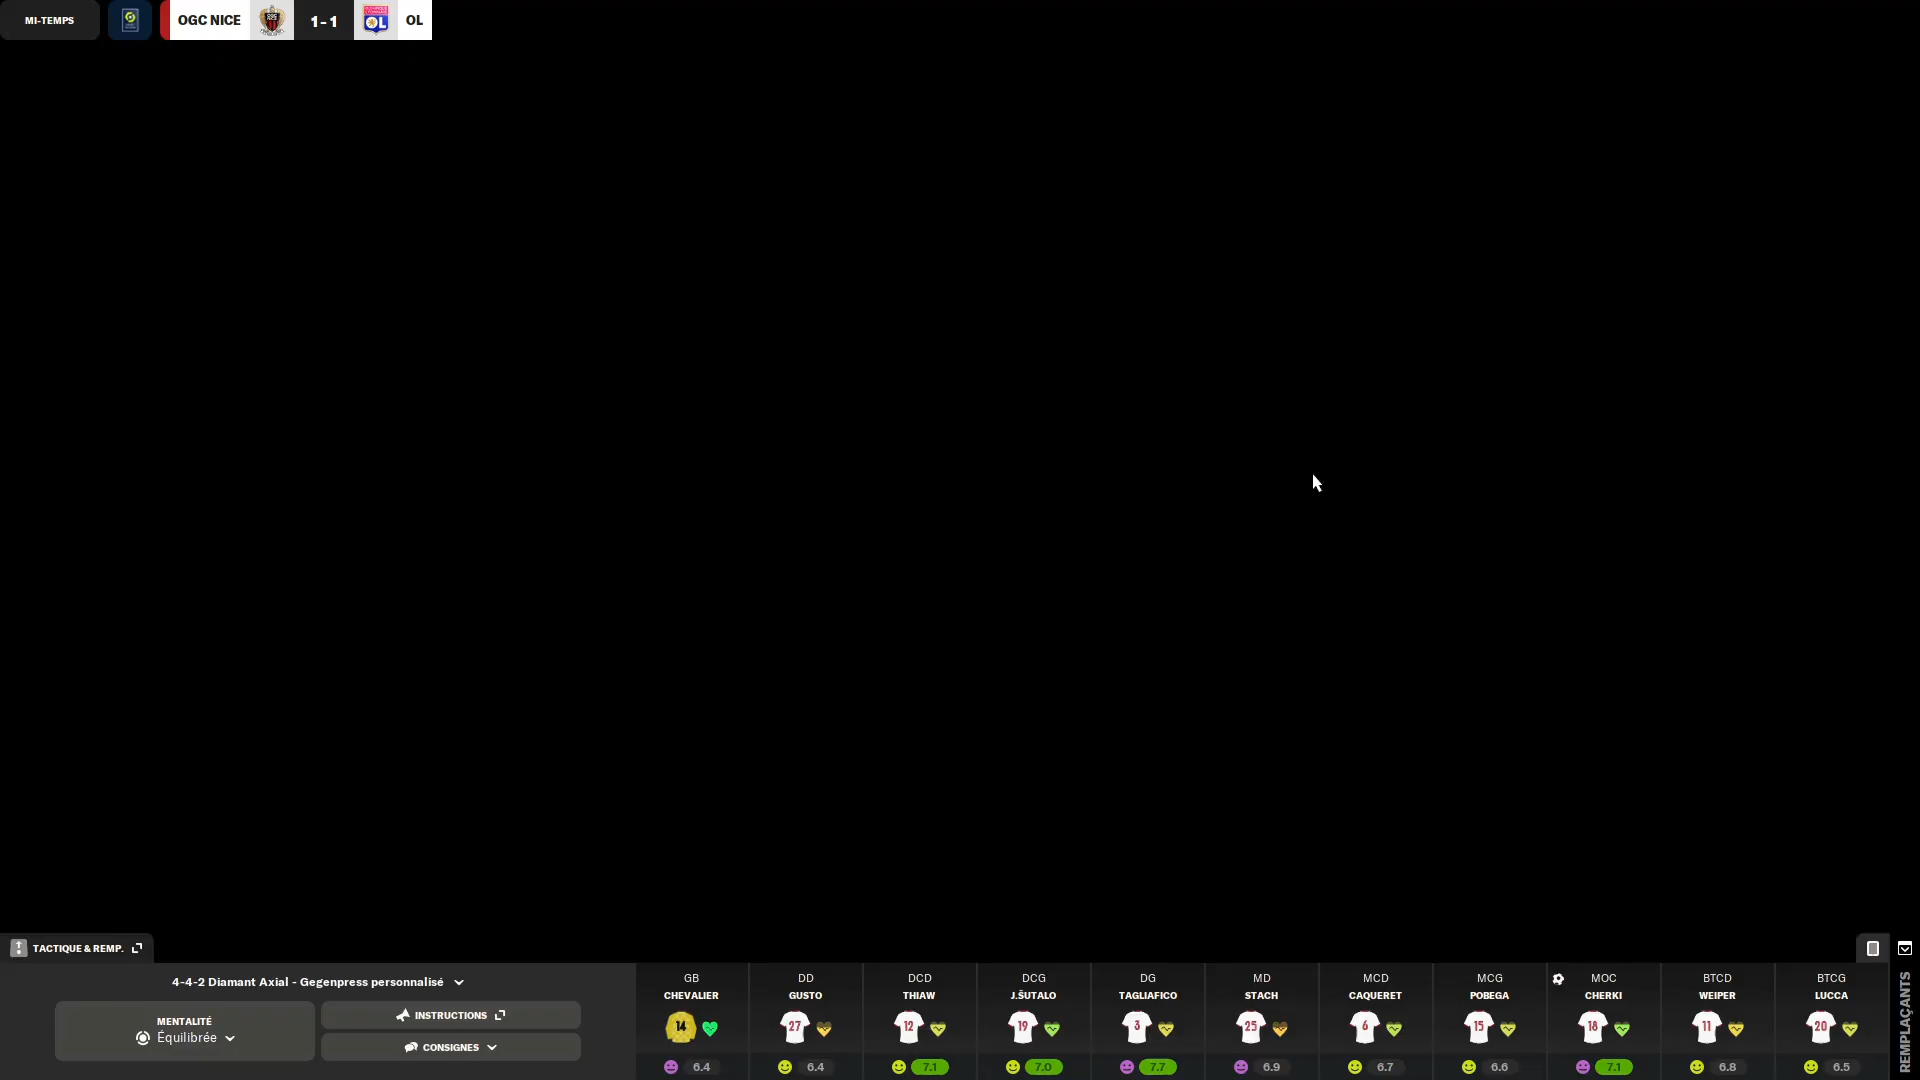 MI-TEMPS
OGC NICE
1-1
OL
OL
TACTIQUE & REMP.
4-4-2 Diamant Axial - Gegenpress personnalisé
MENTALITÉ
Équilibrée
INSTRUCTIONS
CONSIGNES
GB
CHEVALIER
14
6.4
DD
GUSTO
27
6.4
DCD
THIAW
12
7.1
DCG
J.ŠUTALO
19
7.0
DG
TAGLIAFICO
3
7.7
MD
STACH
25
6.9
MCD
CAQUERET
6
6.7
MCG
POBEGA
15
6.6
MOC
CHERKI
18
7.1
BTCD
WEIPER
11
6.8
BTCG
LUCCA
20
6.5
REMPLAÇANTS